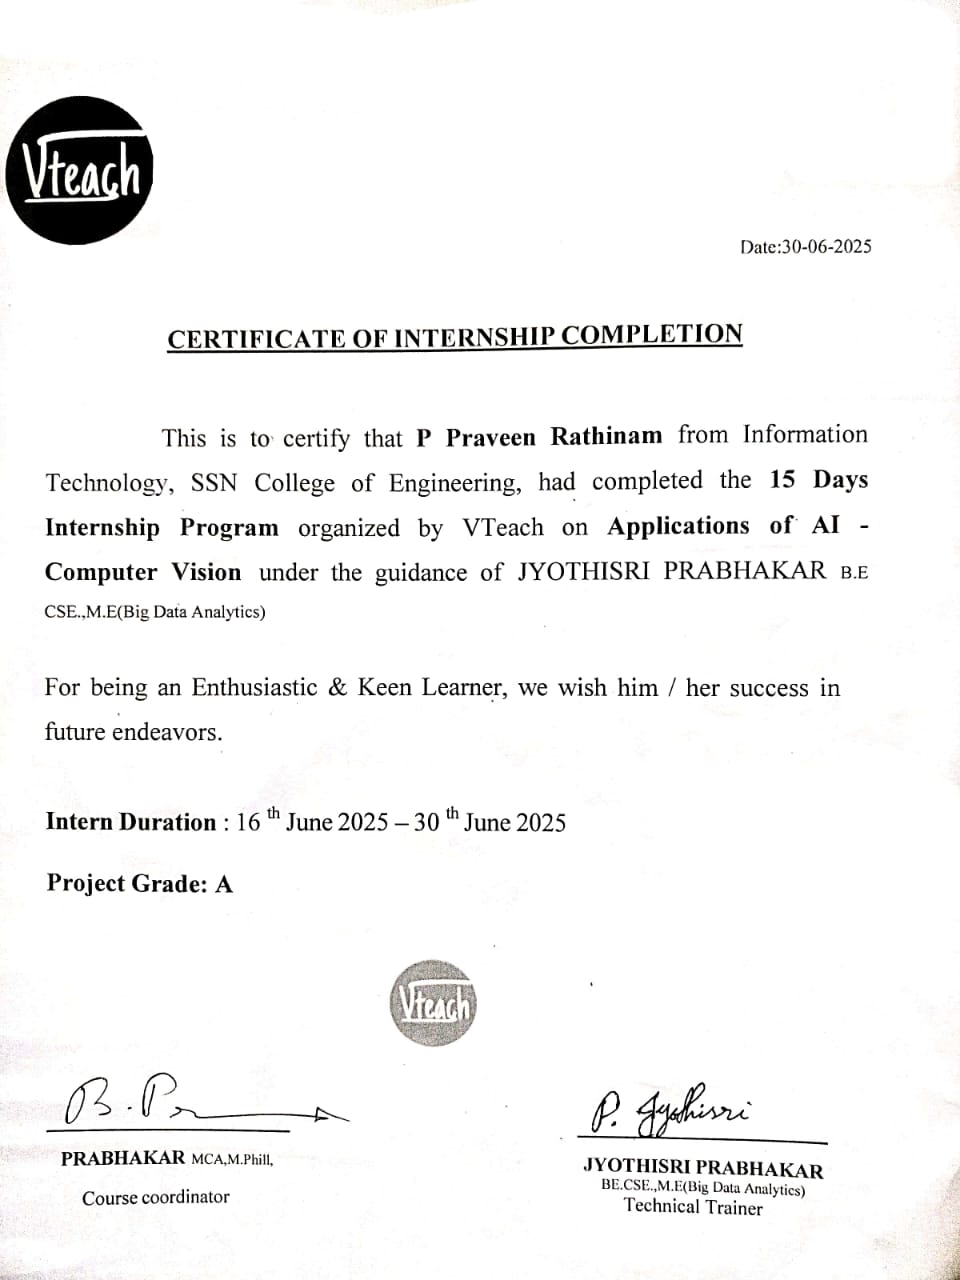 Vteach
Date:30-06-2025
CERTIFICATE OF INTERNSHIP COMPLETION
This is to certify that P Praveen Rathinam from Information
Technology, SSN College of Engineering, had completed the 15 Days
Internship Program organized by VTeach on Applications of AI -
Computer Vision under the guidance of JYOTHISRI PRABHAKAR B.E
CSE.,M.E(Big Data Analytics)
For being an Enthusiastic & Keen Learner, we wish him / her success in
future endeavors.
Intern Duration : 16 th June 2025 – 30 th June 2025
Project Grade: A
Vteach
B. Pr
P. Jyothisri
PRABHAKAR MCA,M.Phill,
Course coordinator
JYOTHISRI PRABHAKAR
BE.CSE.,M.E(Big Data Analytics)
Technical Trainer